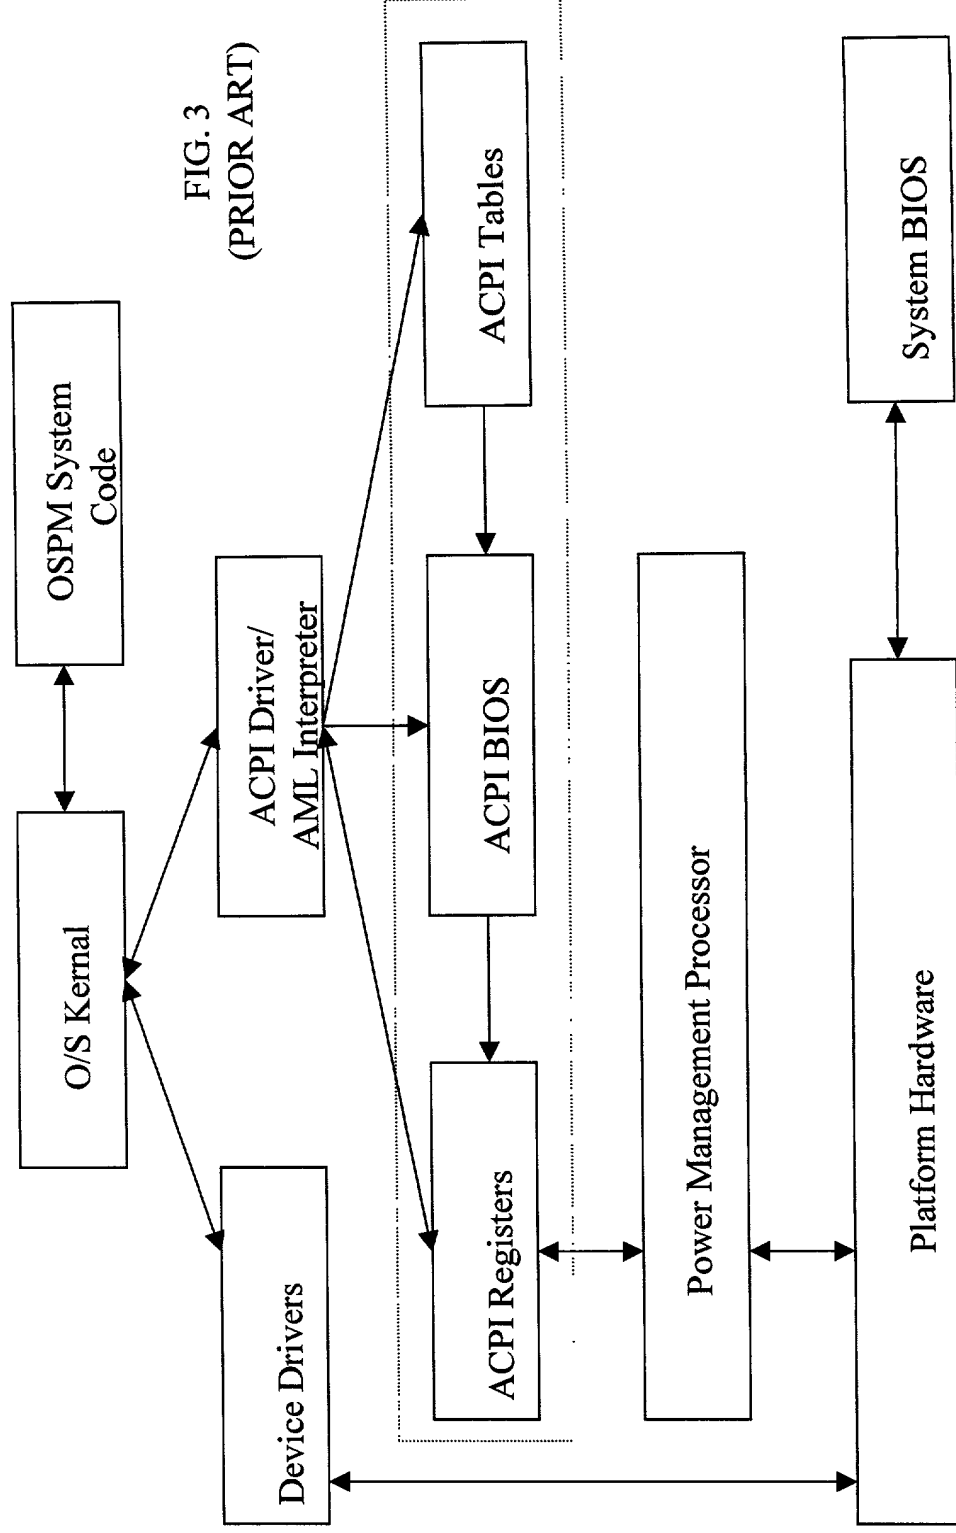 FIG. 3
(PRIOR ART)
O/S Kernal
OSPM System
Code
Device Drivers
ACPI Driver/
AML Interpreter
ACPI Registers
ACPI BIOS
ACPI Tables
Power Management Processor
Platform Hardware
System BIOS